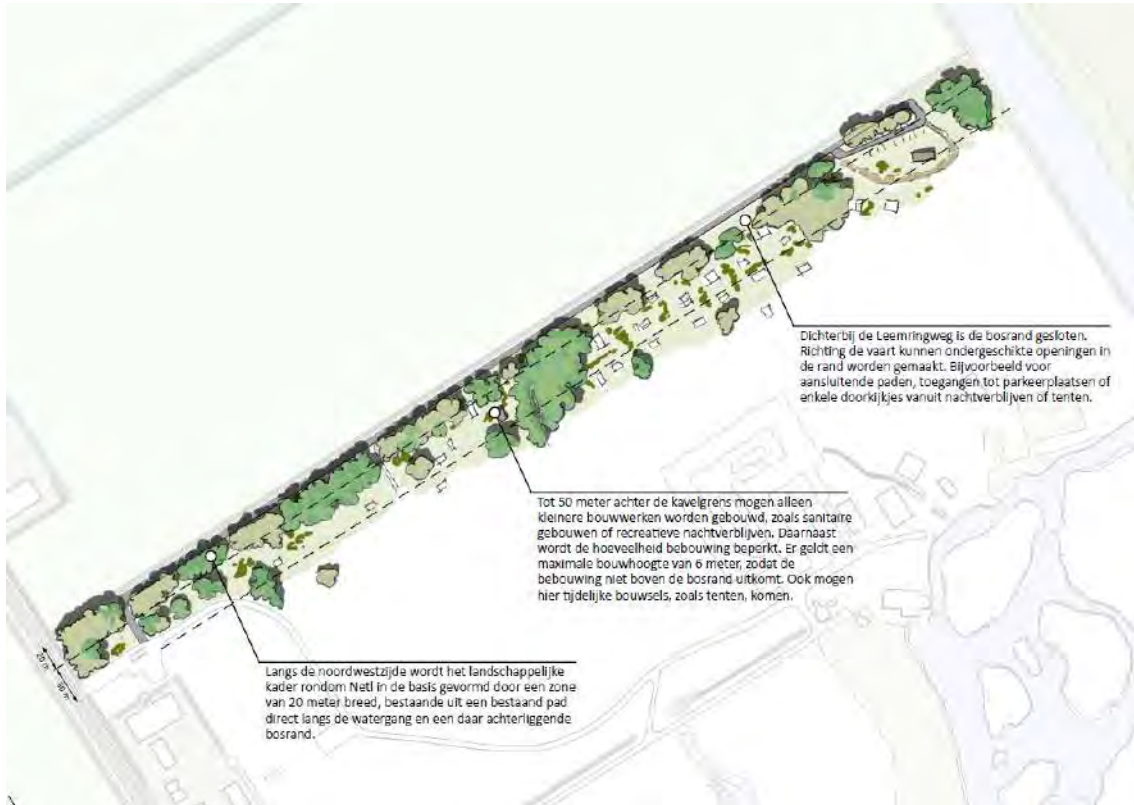 Dichterbij de Leemringweg is de bosrand gesloten.
Richting de vaart kunnen ondergeschikte openingen in
de rand worden gemaakt. Bijvoorbeeld voor
aansluitende paden, toegangen tot parkeerplaatsen of
enkele doorkijkjes vanuit nachtverblijven of tenten.
Tot 50 meter achter de kavelgrens mogen alleen
kleinere bouwwerken worden gebouwd, zoals sanitaire
gebouwen of recreatieve nachtverblijven. Daarnaast
wordt de hoeveelheid bebouwing beperkt. Er geldt een
maximale bouwhoogte van 6 meter, zodat de
bebouwing niet boven de bosrand uitkomt. Ook mogen
hier tijdelijke bouwsels, zoals tenten, komen.
20 m
Langs de noordwestzijde wordt het landschappelijke
kader rondom Netl in de basis gevormd door een zone
van 20 meter breed, bestaande uit een bestaand pad
direct langs de watergang en een daar achterliggende
bosrand.